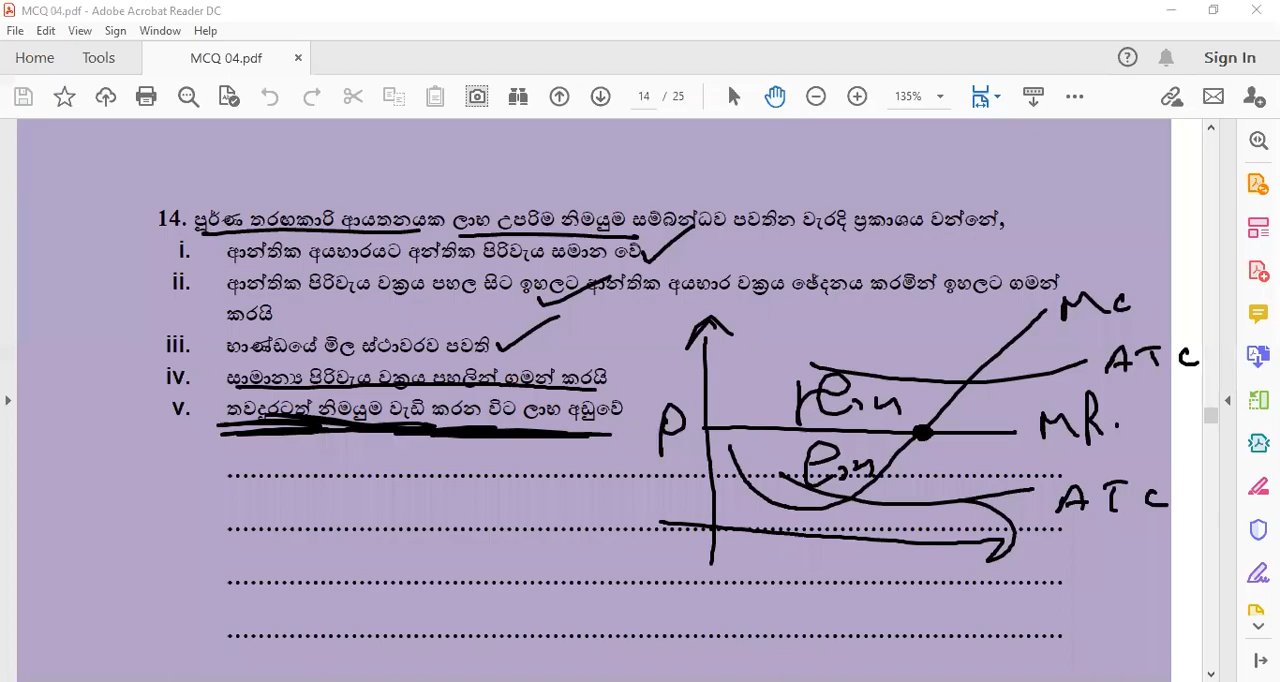 MCQ 04.pdf - Adobe Acrobat Reader DC
File Edit View Sign Window Help
Home Tools MCQ 04.pdf × Sign In
14 / 25 135%
14. පූර්ණ තරඟකාරි ආයතනයක ලාභ උපරිම නිමයුම සම්බන්ධව පවතින වැරදි ප්‍රකාශය වන්නේ,
i. ආන්තික අයභාරයට අන්තික පිරිවැය සමාන වේ
ii. ආන්තික පිරිවැය වක්‍රය පහල සිට ඉහලට ආන්තික අයභාර වක්‍රය ඡේදනය කරමින් ඉහලට ගමන්
කරයි
iii. භාණ්ඩයේ මිල ස්ථාවරව පවතී
iv. සාමාන්‍ය පිරිවැය වක්‍රය පහලින් ගමන් කරයි
v. තවදුරටත් නිමයුම වැඩි කරන විට ලාභ අඩුවේ
MC
ATC
P MR.
ATC